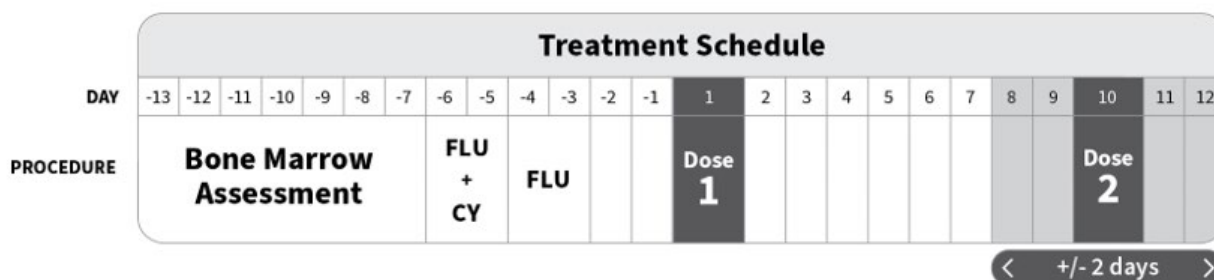 Treatment Schedule
DAY -13 -12 -11 -10 -9 -8 -7 -6 -5 -4 -3 -2 -1 1 2 3 4 5 6 7 8 9 10 11 12
PROCEDURE
Bone Marrow
Assessment
FLU
+
CY
FLU
Dose
1
Dose
2
+/- 2 days